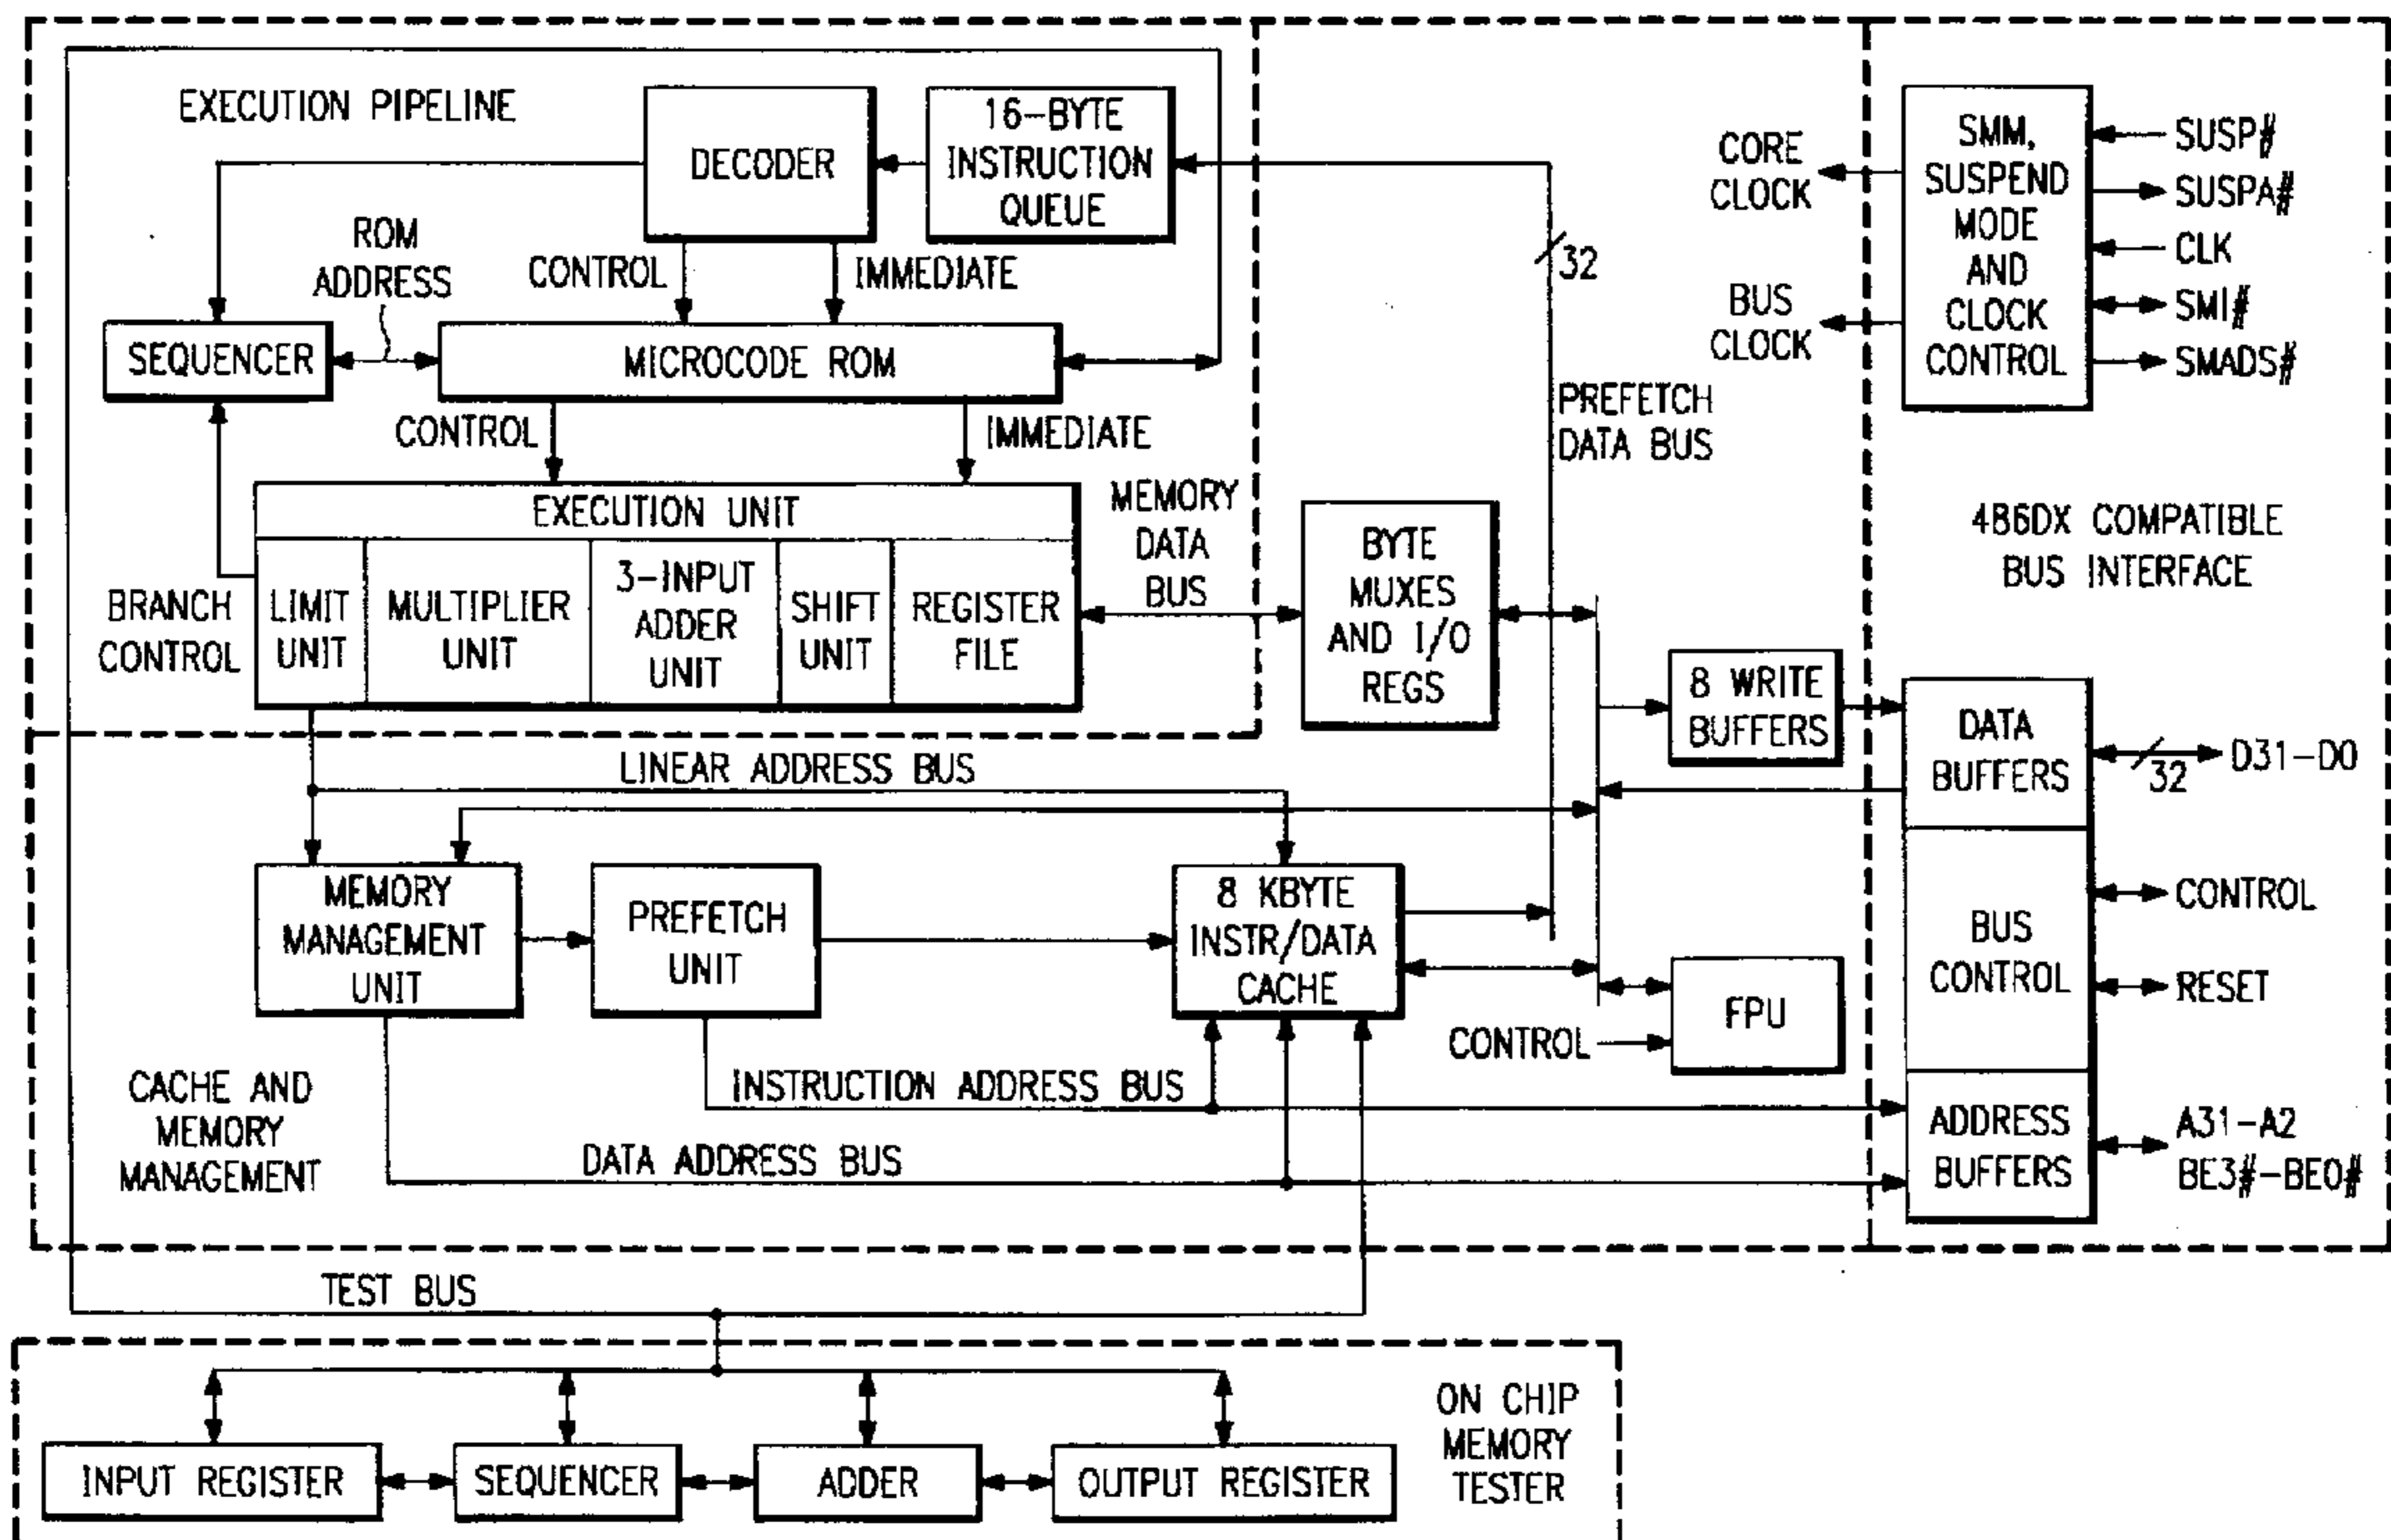 EXECUTION PIPELINE
DECODER
16-BYTE
INSTRUCTION
QUEUE
ROM
ADDRESS
CONTROL
IMMEDIATE
SEQUENCER
MICROCODE ROM
CONTROL
IMMEDIATE
EXECUTION UNIT
LIMIT
UNIT
MULTIPLIER
UNIT
3-INPUT
ADDER
UNIT
SHIFT
UNIT
REGISTER
FILE
BRANCH
CONTROL
MEMORY
DATA
BUS
BYTE
MUXES
AND I/O
REGS
32
PREFETCH
DATA BUS
CORE
CLOCK
BUS
CLOCK
SMM,
SUSPEND
MODE
AND
CLOCK
CONTROL
SUSP#
SUSPA#
CLK
SMI#
SMADS#
4B6DX COMPATIBLE
BUS INTERFACE
8 WRITE
BUFFERS
DATA
BUFFERS
32
D31-D0
BUS
CONTROL
CONTROL
RESET
ADDRESS
BUFFERS
A31-A2
BE3#-BE0#
LINEAR ADDRESS BUS
MEMORY
MANAGEMENT
UNIT
PREFETCH
UNIT
8 KBYTE
INSTR/DATA
CACHE
FPU
CONTROL
INSTRUCTION ADDRESS BUS
DATA ADDRESS BUS
CACHE AND
MEMORY
MANAGEMENT
TEST BUS
INPUT REGISTER
SEQUENCER
ADDER
OUTPUT REGISTER
ON CHIP
MEMORY
TESTER